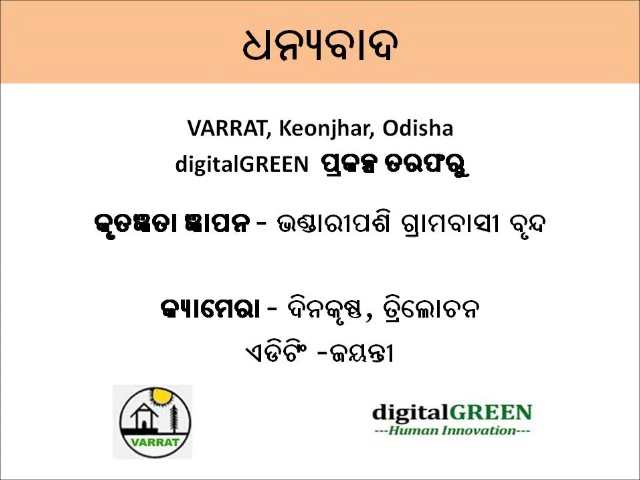 ଧନ୍ୟବାଦ
VARRAT, Keonjhar, Odisha
digitalGREEN ପ୍ରକଳ୍ପ ତରଫରୁ
କୃତଜ୍ଞତା ଜ୍ଞାପନ - ଭଣ୍ଡାରୀପଶି ଗ୍ରାମବାସୀ ବୃନ୍ଦ
କ୍ୟାମେରା - ଦିନକୃଷ୍ଣ, ତ୍ରିଲୋଚନ
ଏଡିଟିଂ -ଜୟନ୍ତୀ
VARRAT
digitalGREEN
---Human Innovation---